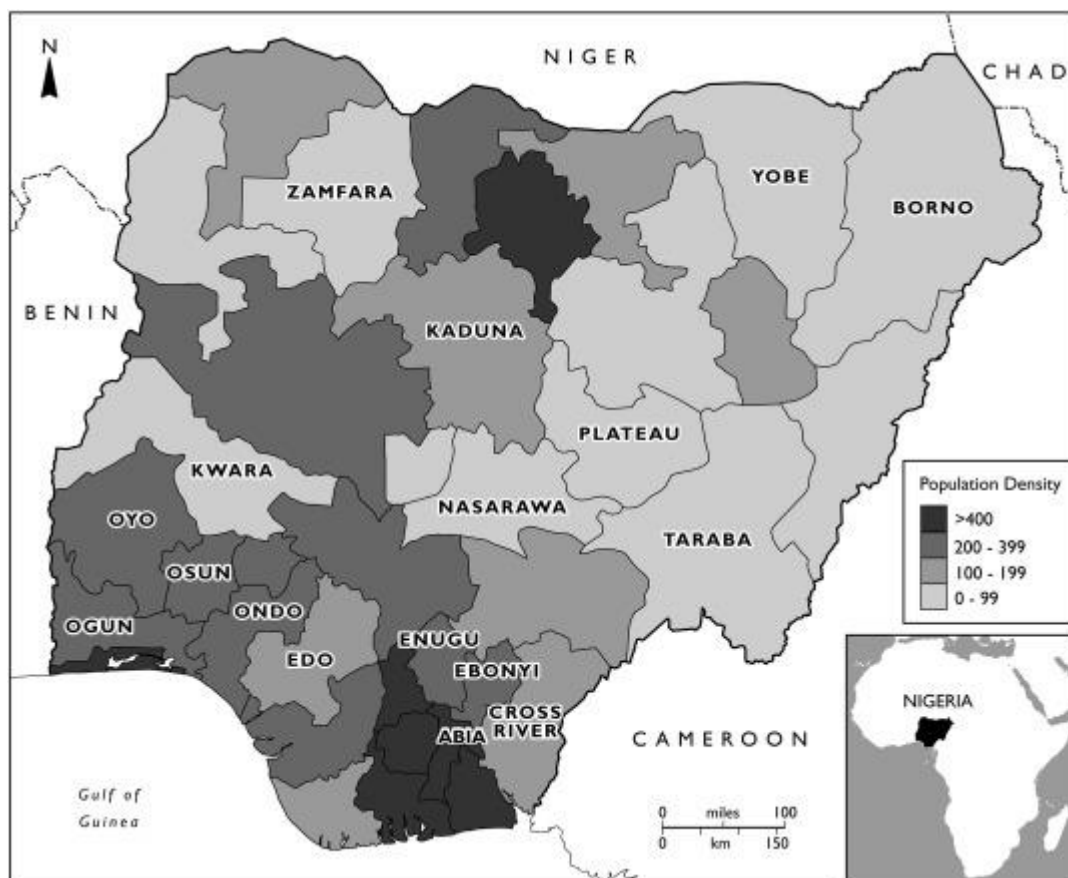 N
NIGER
CHAD
ZAMFARA
YOBE
BORNO
BENIN
KADUNA
PLATEAU
KWARA
NASARAWA
OYO
TARABA
OSUN
ONDO
OGUN
ENUGU
EDO
EBONYI
CROSS
RIVER
ABIA
CAMEROON
Gulf of
Guinea
0 miles 100
0 km 150
Population Density
>400
200 - 399
100 - 199
0 - 99
NIGERIA